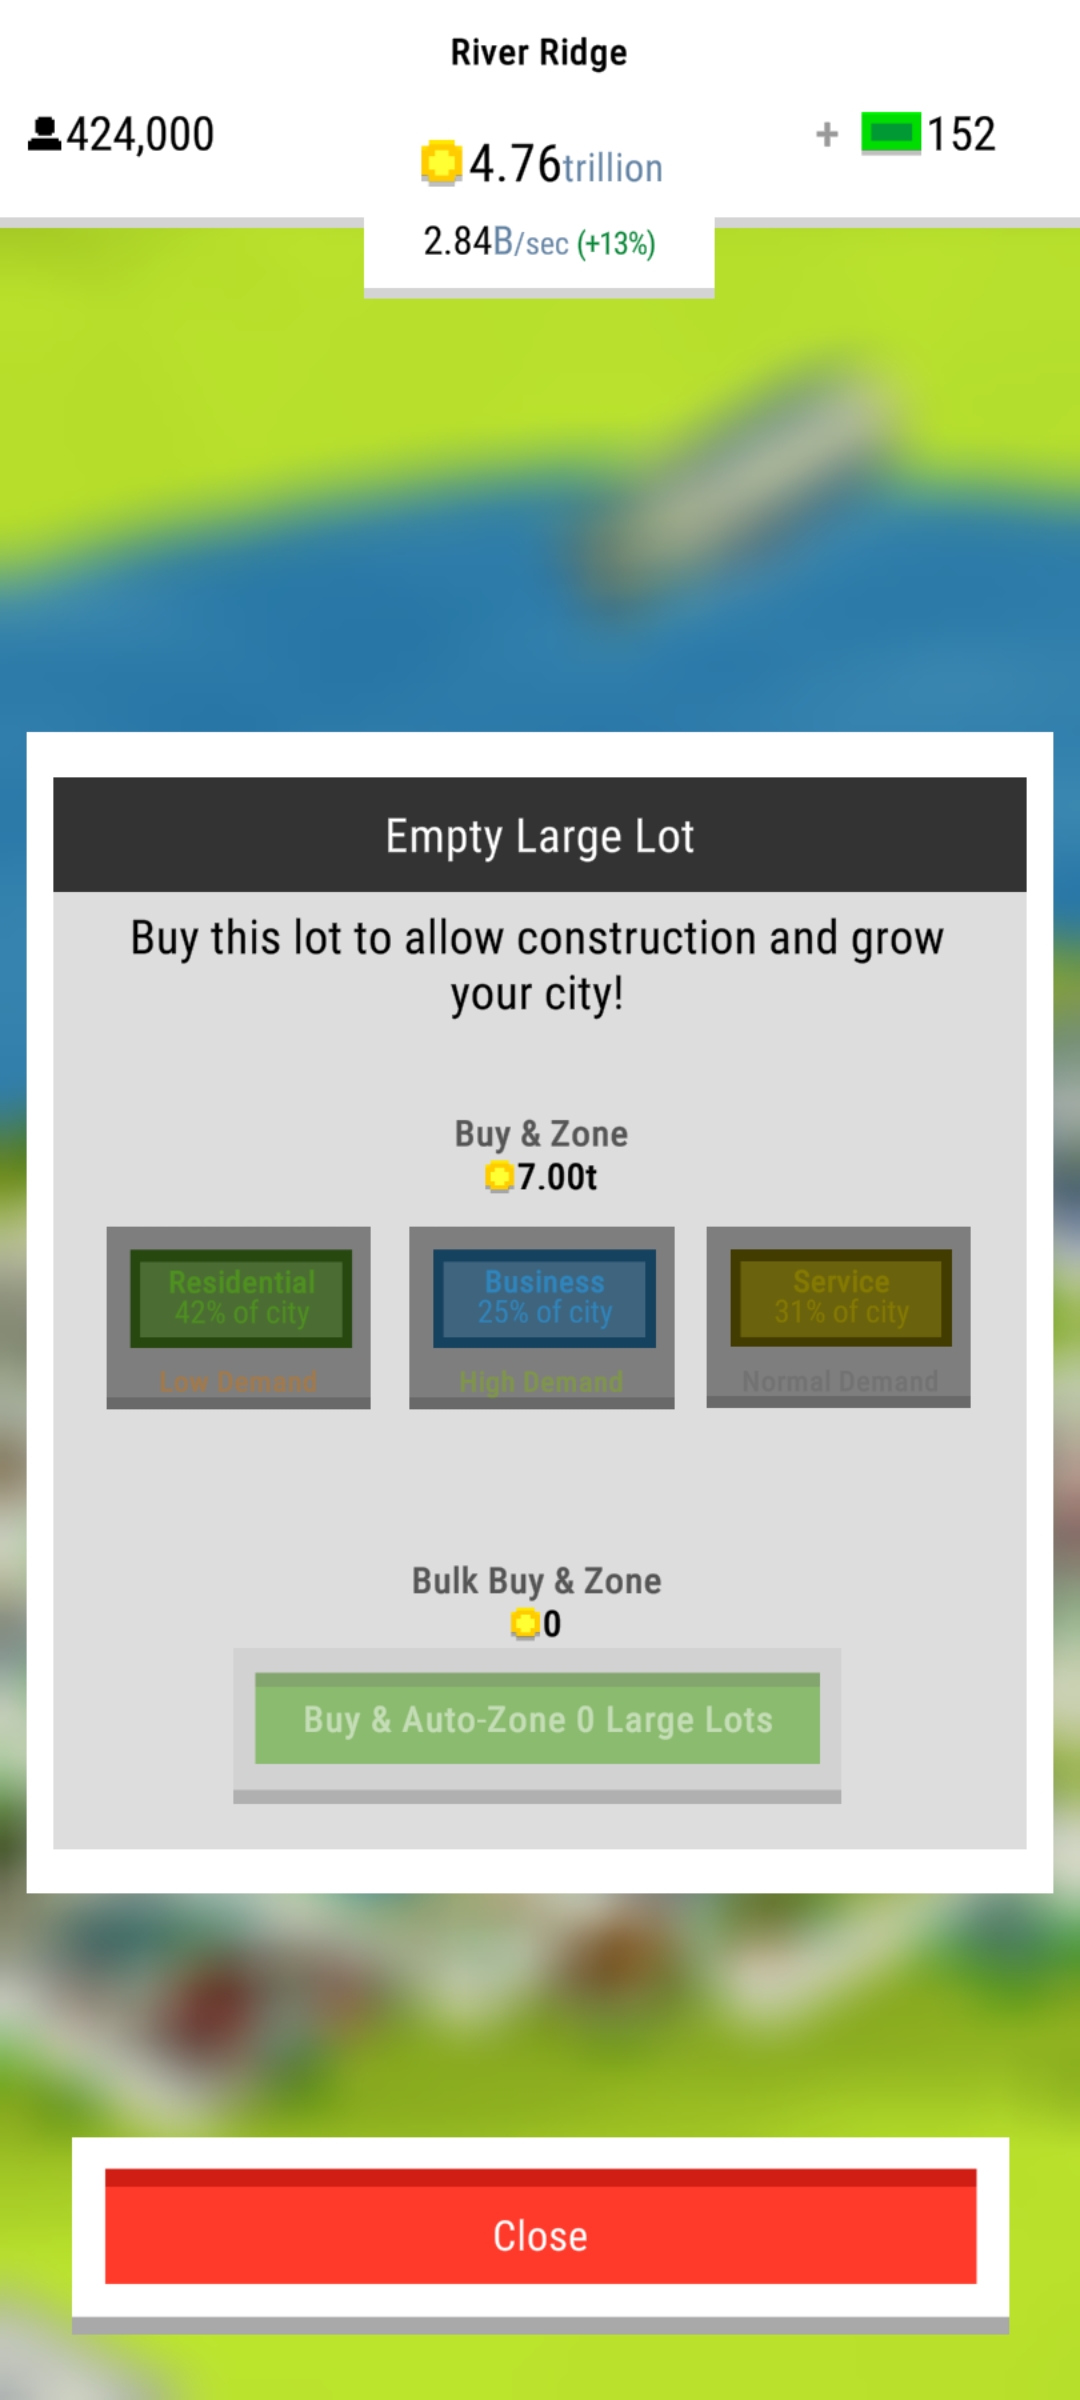 River Ridge
424,000
4.76trillion
+ 152
2.84B/sec (+13%)
Empty Large Lot
Buy this lot to allow construction and grow
your city!
Buy & Zone
7.00t
Residential
42% of city
Low Demand
Business
25% of city
High Demand
Service
31% of city
Normal Demand
Bulk Buy & Zone
0
Buy & Auto-Zone 0 Large Lots
Close